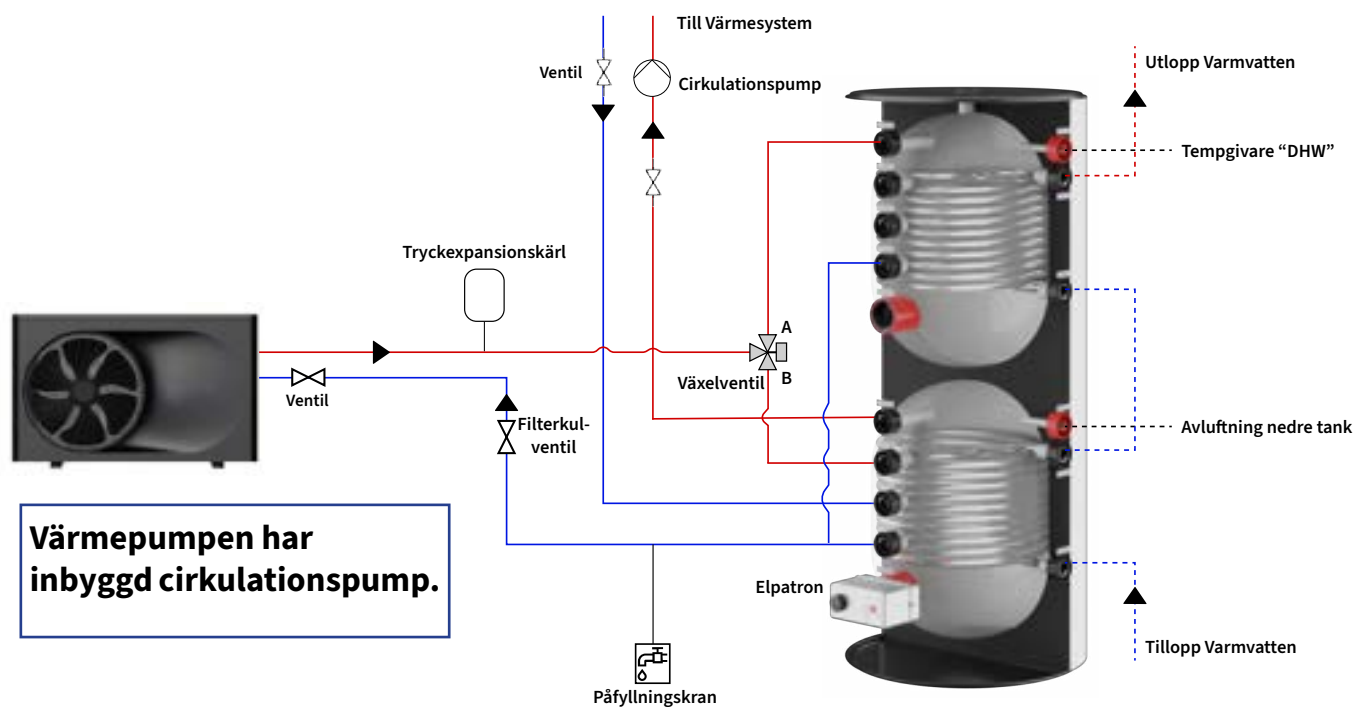 Till Värmesystem
Ventil
Cirkulationspump
Utlopp Varmvatten
Tempgivare “DHW”
Tryckexpansionskärl
A
Växelventil
B
Ventil
Filterkul-
ventil
Avluftning nedre tank
Värmepumpen har
inbyggd cirkulationspump.
Elpatron
Tillopp Varmvatten
Påfyllningskran